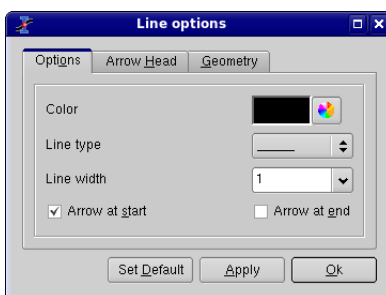 Line options
Options Arrow Head Geometry
Color
Line type
Line width 1
Arrow at start Arrow at end
Set Default Apply Ok